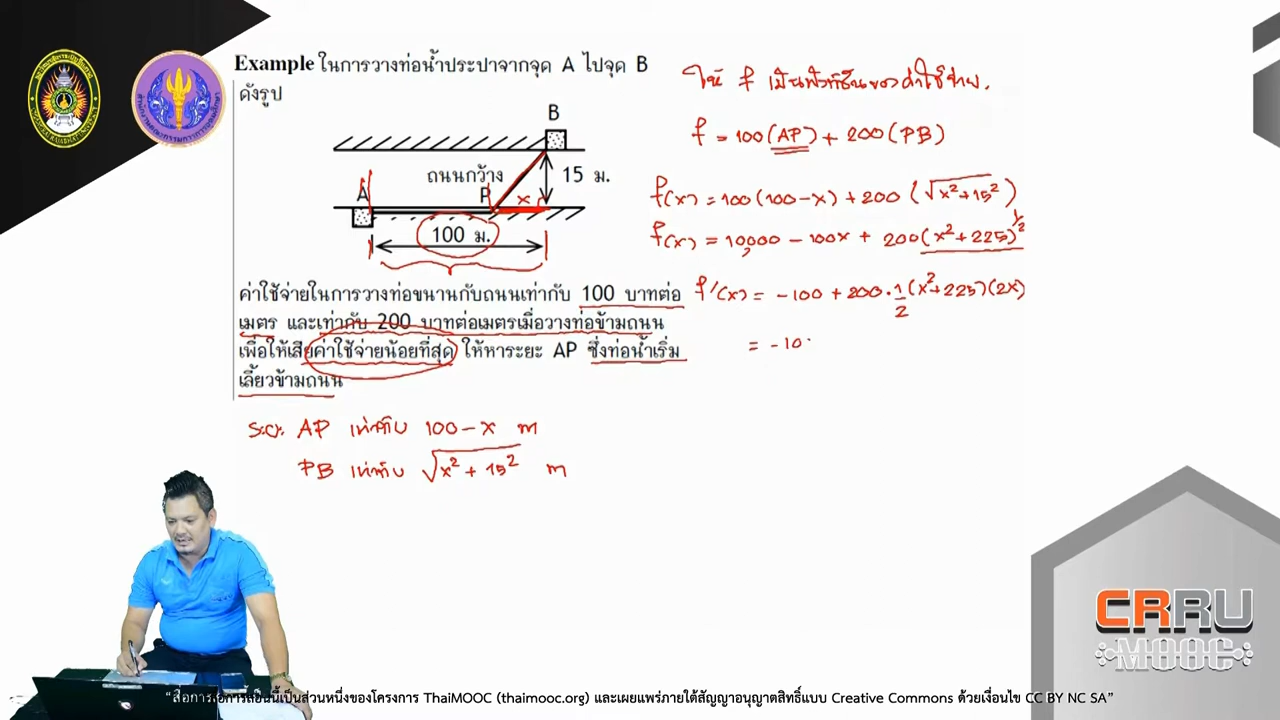 Example ในการวางท่อน้ำประปาจากจุด A ไปจุด B
ดังรูป
B
ถนนกว้าง
15 ม.
A
P
x
100 ม.
ค่าใช้จ่ายในการวางท่อขนานกับถนนเท่ากับ 100 บาทต่อ
เมตร และเท่ากับ 200 บาทต่อเมตรเมื่อวางท่อข้ามถนน
เพื่อให้เสียค่าใช้จ่ายน้อยที่สุด ให้หาระยะ AP ซึ่งท่อน้ำเริ่ม
เลี้ยวข้ามถนน
AP เท่ากับ 100 - x m
PB เท่ากับ √x² + 15² m
ให้ f เป็นฟังก์ชันของค่าใช้จ่าย.
f = 100(AP) + 200(PB)
f(x) = 100(100-x) + 200(√x²+15²)
f(x) = 10,000 - 100x + 200(x²+225)^½
f'(x) = -100 + 200·1/2(x²+225)(2x)
= -10
CRRU
MOOC
"สื่อการสื่อการเรียนนี้เป็นส่วนหนึ่งของโครงการ ThaiMOOC (thaimooc.org) และเผยแพร่ภายใต้สัญญาอนุญาตสิทธิ์แบบ Creative Commons ด้วยเงื่อนไข CC BY NC SA"